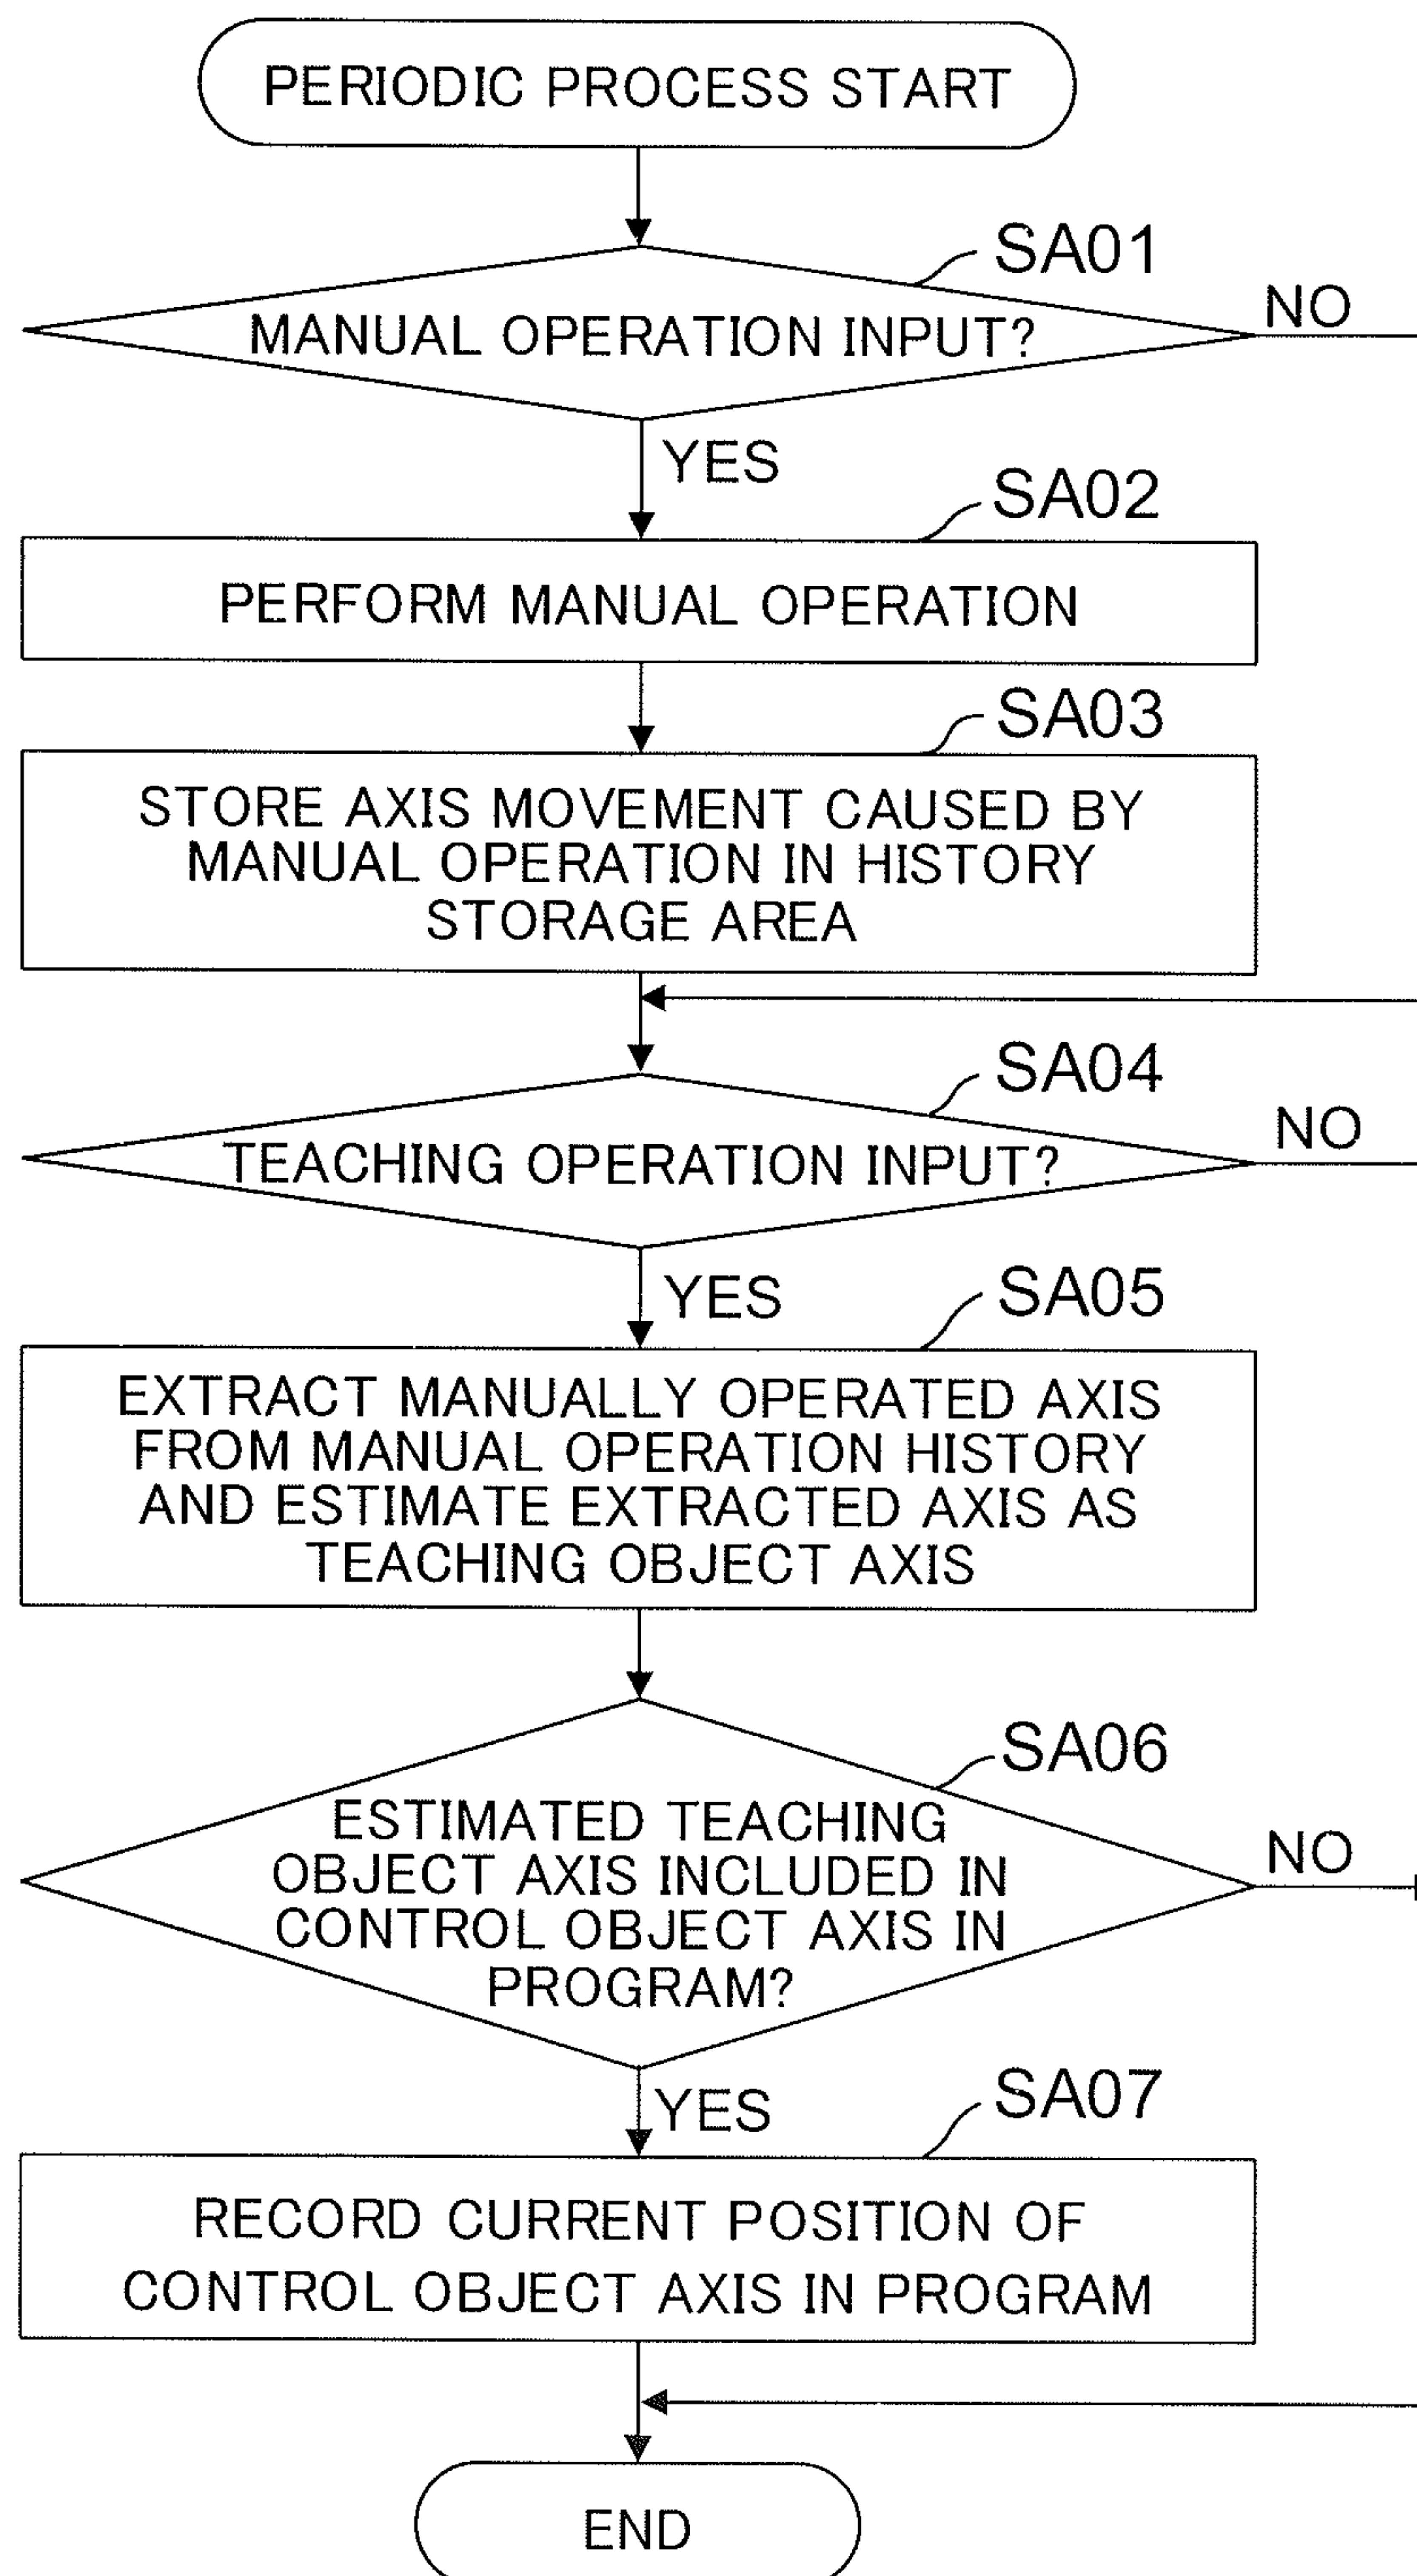 PERIODIC PROCESS START
SA01
MANUAL OPERATION INPUT?
NO
YES
SA02
PERFORM MANUAL OPERATION
SA03
STORE AXIS MOVEMENT CAUSED BY
MANUAL OPERATION IN HISTORY
STORAGE AREA
SA04
TEACHING OPERATION INPUT?
NO
YES
SA05
EXTRACT MANUALLY OPERATED AXIS
FROM MANUAL OPERATION HISTORY
AND ESTIMATE EXTRACTED AXIS AS
TEACHING OBJECT AXIS
SA06
ESTIMATED TEACHING
OBJECT AXIS INCLUDED IN
CONTROL OBJECT AXIS IN
PROGRAM?
NO
YES
SA07
RECORD CURRENT POSITION OF
CONTROL OBJECT AXIS IN PROGRAM
END